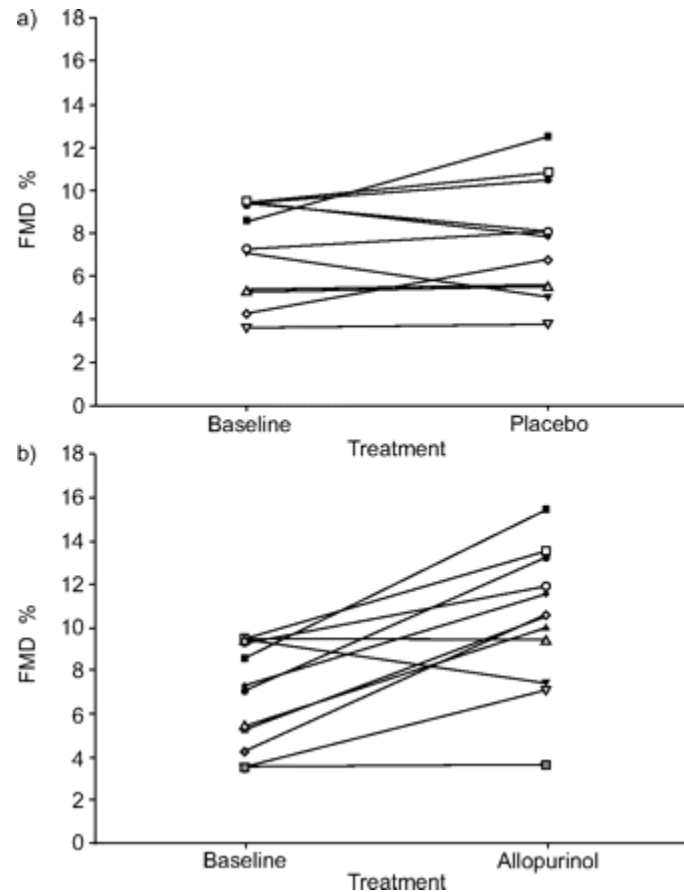 a)
18
16
14
12
10
8
6
4
2
0
FMD %
Baseline Placebo
Treatment
b)
18
16
14
12
10
8
6
4
2
0
FMD %
Baseline Allopurinol
Treatment